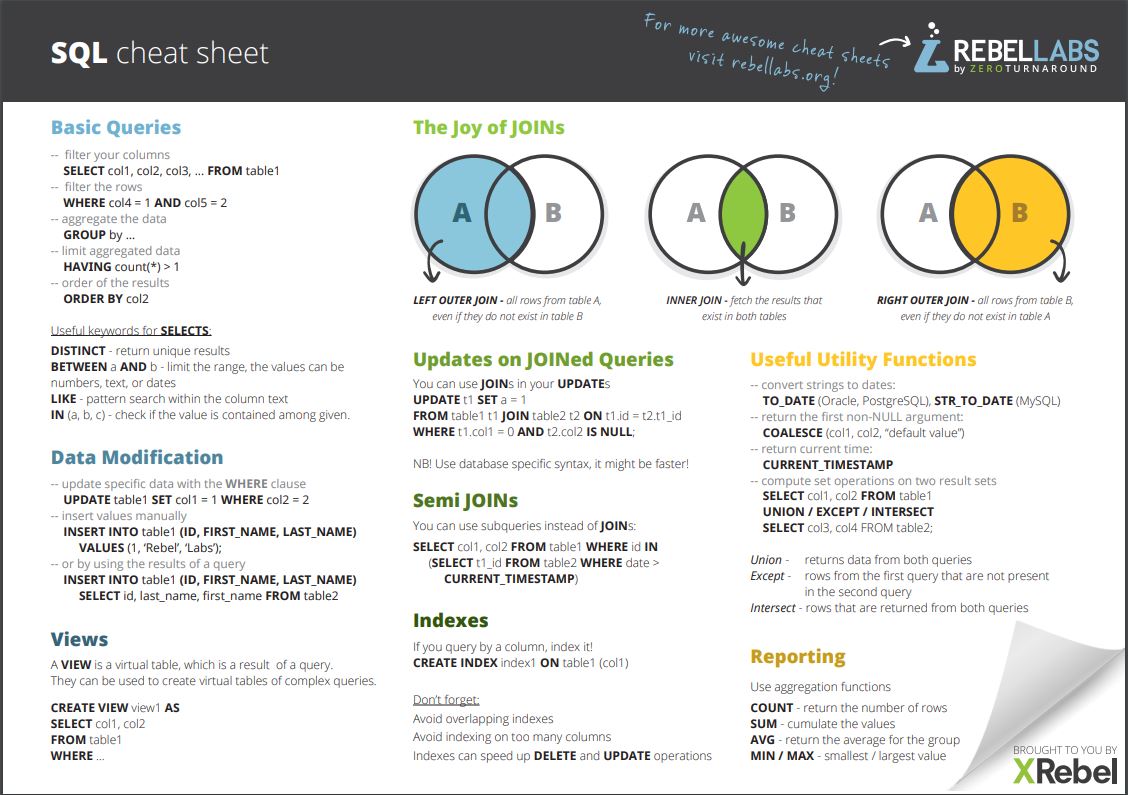 SQL cheat sheet
For more awesome cheat sheets
visit rebellabs.org!
REBELLABS
by ZEROTURNAROUND
Basic Queries
-- filter your columns
SELECT col1, col2, col3, ... FROM table1
-- filter the rows
WHERE col4 = 1 AND col5 = 2
-- aggregate the data
GROUP by ...
-- limit aggregated data
HAVING count(*) > 1
-- order of the results
ORDER BY col2
Useful keywords for SELECTS:
DISTINCT - return unique results
BETWEEN a AND b - limit the range, the values can be
numbers, text, or dates
LIKE - pattern search within the column text
IN (a, b, c) - check if the value is contained among given.
Data Modification
-- update specific data with the WHERE clause
UPDATE table1 SET col1 = 1 WHERE col2 = 2
-- insert values manually
INSERT INTO table1 (ID, FIRST_NAME, LAST_NAME)
VALUES (1, ‘Rebel’, ‘Labs’);
-- or by using the results of a query
INSERT INTO table1 (ID, FIRST_NAME, LAST_NAME)
SELECT id, last_name, first_name FROM table2
Views
A VIEW is a virtual table, which is a result of a query.
They can be used to create virtual tables of complex queries.
CREATE VIEW view1 AS
SELECT col1, col2
FROM table1
WHERE ...
The Joy of JOINs
A B
LEFT OUTER JOIN - all rows from table A,
even if they do not exist in table B
A B
INNER JOIN - fetch the results that
exist in both tables
A B
RIGHT OUTER JOIN - all rows from table B,
even if they do not exist in table A
Updates on JOINed Queries
You can use JOINs in your UPDATEs
UPDATE t1 SET a = 1
FROM table1 t1 JOIN table2 t2 ON t1.id = t2.t1_id
WHERE t1.col1 = 0 AND t2.col2 IS NULL;
NB! Use database specific syntax, it might be faster!
Semi JOINs
You can use subqueries instead of JOINs:
SELECT col1, col2 FROM table1 WHERE id IN
(SELECT t1_id FROM table2 WHERE date >
CURRENT_TIMESTAMP)
Indexes
If you query by a column, index it!
CREATE INDEX index1 ON table1 (col1)
Don’t forget:
Avoid overlapping indexes
Avoid indexing on too many columns
Indexes can speed up DELETE and UPDATE operations
Useful Utility Functions
-- convert strings to dates:
TO_DATE (Oracle, PostgreSQL), STR_TO_DATE (MySQL)
-- return the first non-NULL argument:
COALESCE (col1, col2, “default value”)
-- return current time:
CURRENT_TIMESTAMP
-- compute set operations on two result sets
SELECT col1, col2 FROM table1
UNION / EXCEPT / INTERSECT
SELECT col3, col4 FROM table2;
Union - returns data from both queries
Except - rows from the first query that are not present
in the second query
Intersect - rows that are returned from both queries
Reporting
Use aggregation functions
COUNT - return the number of rows
SUM - cumulate the values
AVG - return the average for the group
MIN / MAX - smallest / largest value
BROUGHT TO YOU BY
XRebel